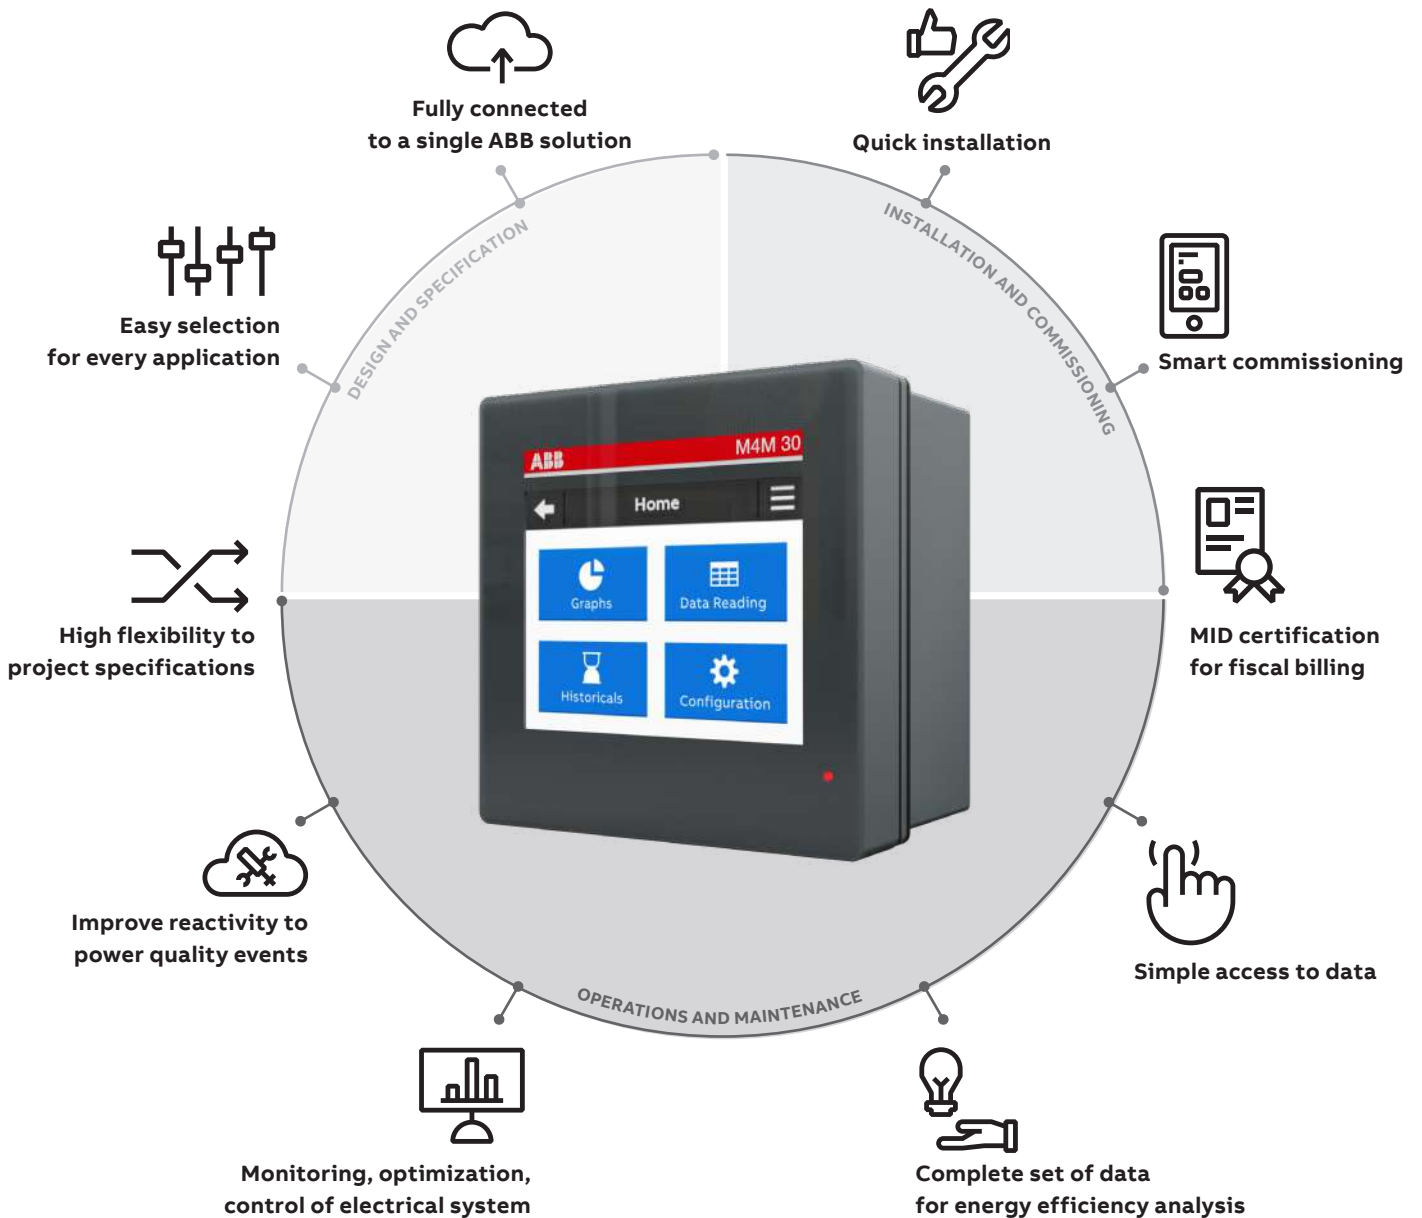 Fully connected
to a single ABB solution
Quick installation
DESIGN AND SPECIFICATION
INSTALLATION AND COMMISSIONING
Easy selection
for every application
Smart commissioning
ABB
M4M 30
Home
Graphs
Data Reading
Historicals
Configuration
High flexibility to
project specifications
MID certification
for fiscal billing
Improve reactivity to
power quality events
Simple access to data
OPERATIONS AND MAINTENANCE
Monitoring, optimization,
control of electrical system
Complete set of data
for energy efficiency analysis